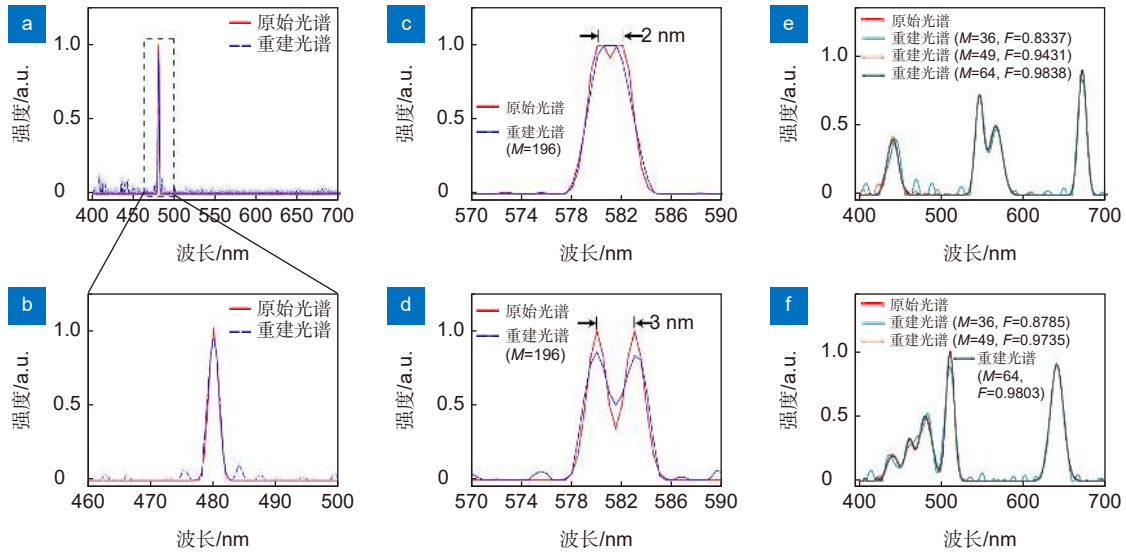 a
原始光谱
重建光谱
强度/a.u.
1.0
0.5
0
400 450 500 550 600 650 700
波长/nm
b
原始光谱
重建光谱
强度/a.u.
1.0
0.5
0
460 470 480 490 500
波长/nm
c
2 nm
原始光谱
重建光谱
(M=196)
强度/a.u.
1.0
0.5
0
570 574 578 582 586 590
波长/nm
d
3 nm
原始光谱
重建光谱
(M=196)
强度/a.u.
1.0
0.5
0
570 574 578 582 586 590
波长/nm
e
原始光谱
重建光谱 (M=36, F=0.8337)
重建光谱 (M=49, F=0.9431)
重建光谱 (M=64, F=0.9838)
强度/a.u.
1.0
0.5
0
400 500 600 700
波长/nm
f
原始光谱
重建光谱 (M=36, F=0.8785)
重建光谱 (M=49, F=0.9735)
重建光谱
(M=64,
F=0.9803)
强度/a.u.
1.0
0.5
0
400 500 600 700
波长/nm